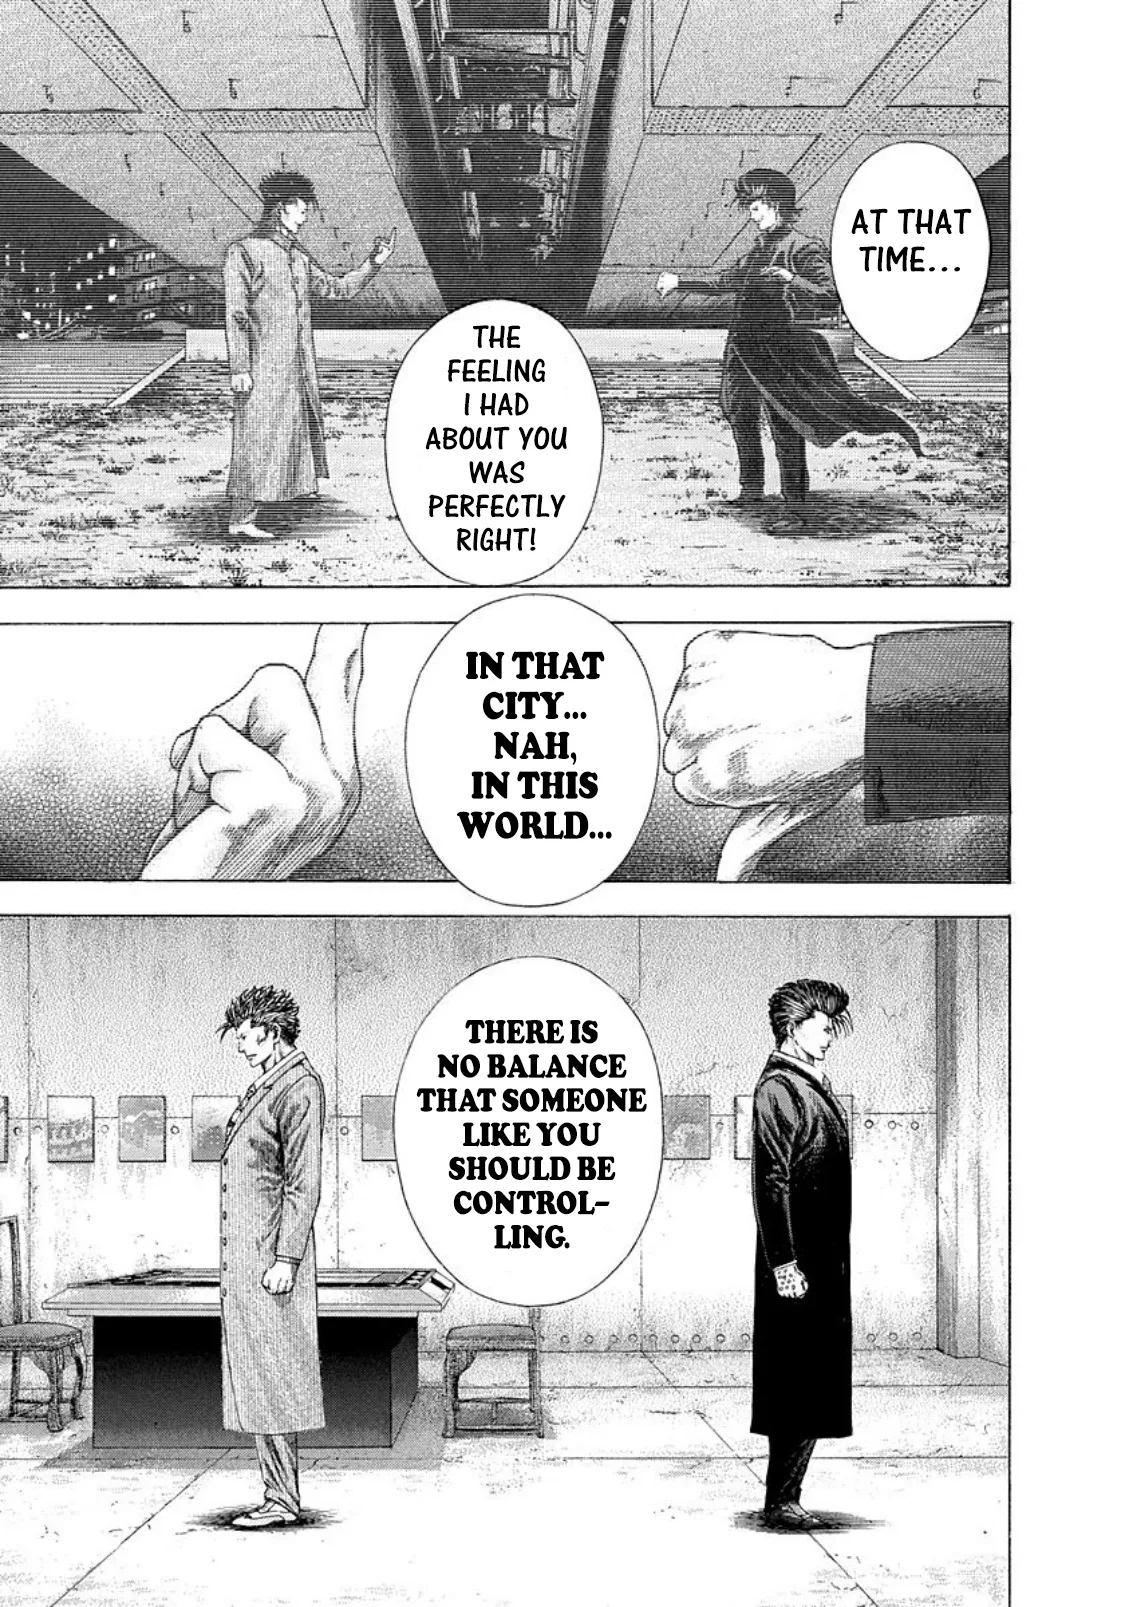 AT THAT
TIME...
THE
FEELING
I HAD
ABOUT YOU
WAS
PERFECTLY
RIGHT!
IN THAT
CITY...
NAH,
IN THIS
WORLD...
THERE IS
NO BALANCE
THAT SOMEONE
LIKE YOU
SHOULD BE
CONTROL-
LING.